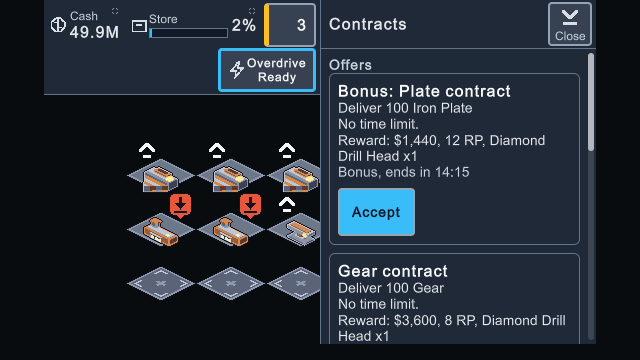 Cash
49.9M
Store
2%
3
Overdrive
Ready
Contracts
Close
Offers
Bonus: Plate contract
Deliver 100 Iron Plate
No time limit.
Reward: $1,440, 12 RP, Diamond
Drill Head x1
Bonus, ends in 14:15
Accept
Gear contract
Deliver 100 Gear
No time limit.
Reward: $3,600, 8 RP, Diamond Drill
Head x1